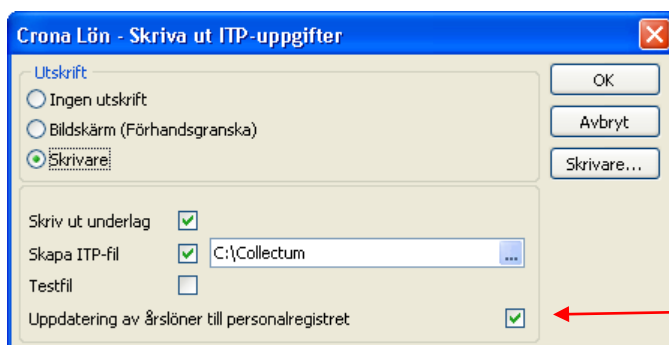 Crona Lön - Skriva ut ITP-uppgifter
Utskrift
Ingen utskrift
Bildskärm (Förhandsgranska)
Skrivare
OK
Avbryt
Skrivare...
Skriv ut underlag
Skapa ITP-fil C:\Collectum ...
Testfil
Uppdatering av årslöner till personalregistret